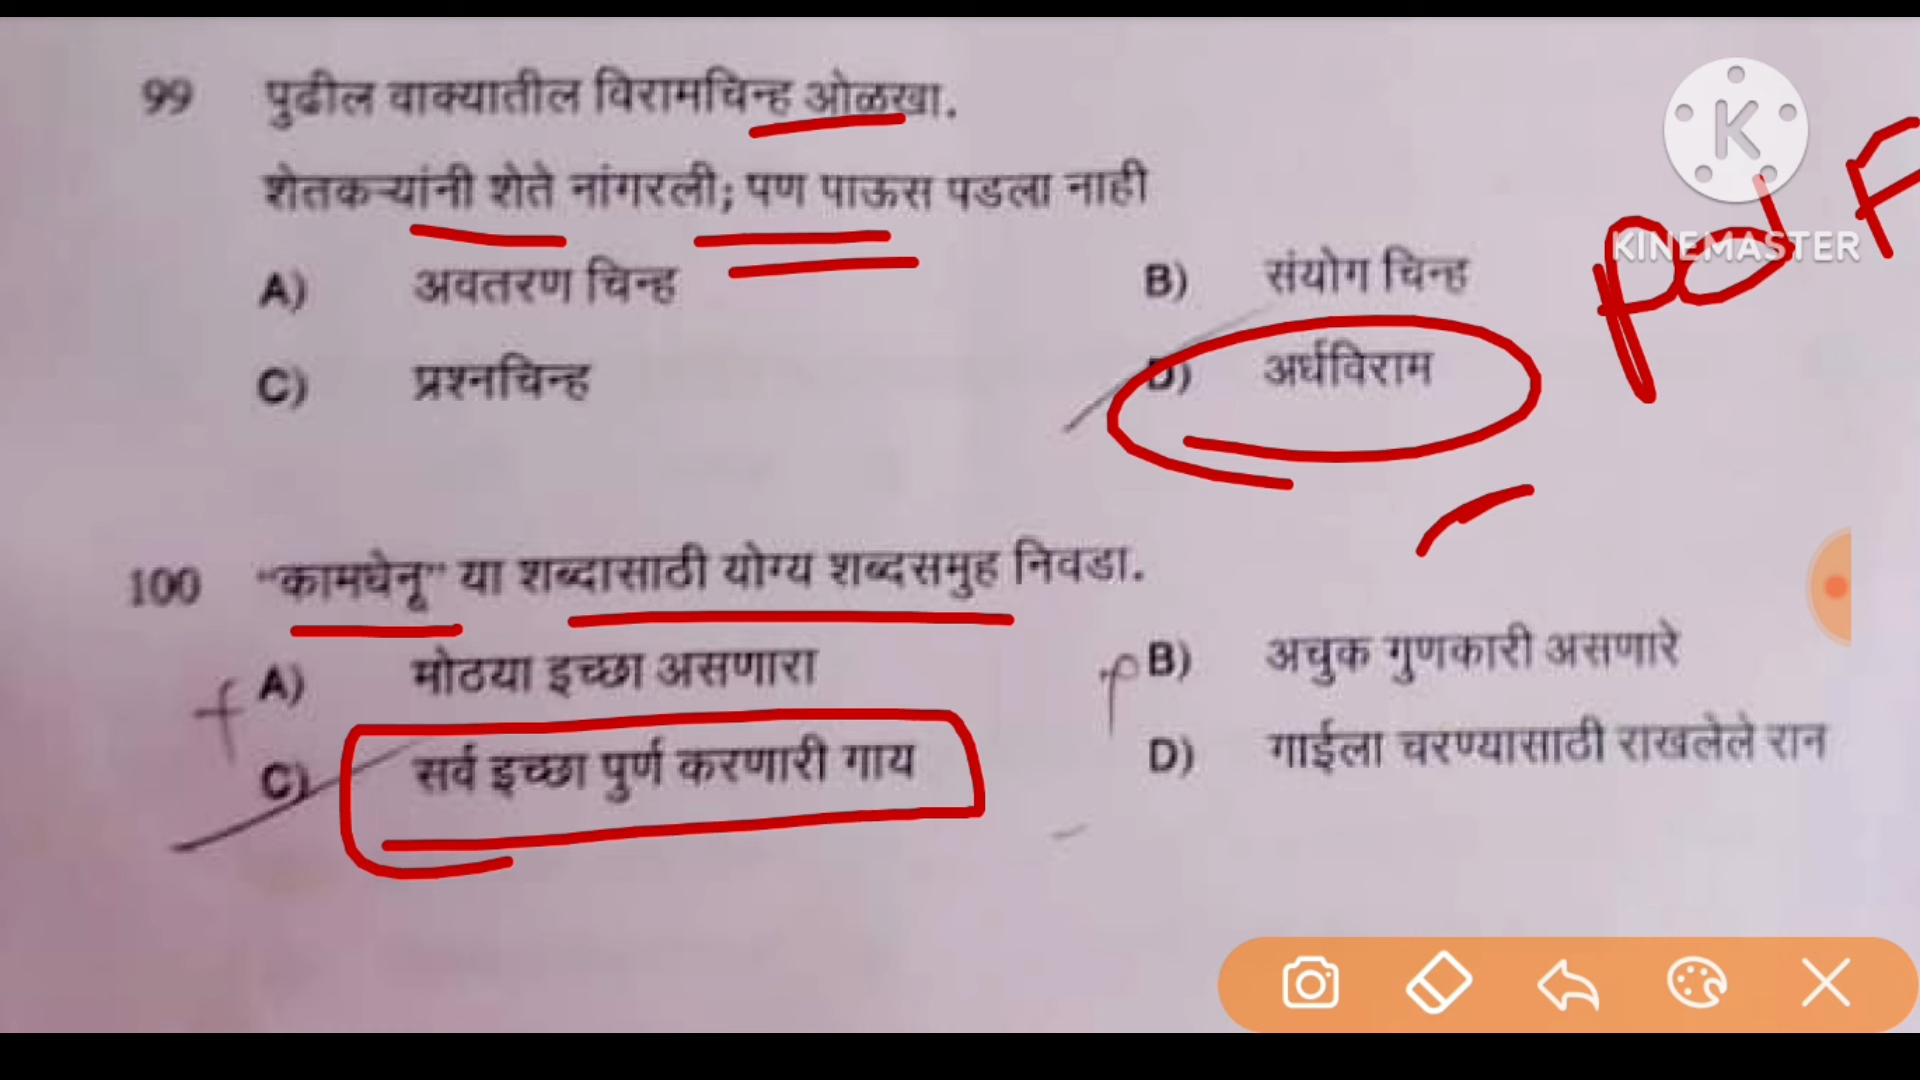 99 पुढील वाक्यातील विरामचिन्ह ओळखा.
शेतकऱ्यांनी शेते नांगरली; पण पाऊस पडला नाही
A) अवतरण चिन्ह B) संयोग चिन्ह
C) प्रश्नचिन्ह D) अर्धविराम
100 "कामधेनू" या शब्दासाठी योग्य शब्दसमुह निवडा.
A) मोठया इच्छा असणारा B) अचुक गुणकारी असणारे
C) सर्व इच्छा पुर्ण करणारी गाय D) गाईला चरण्यासाठी राखलेले रान
K
KINEMASTER
pdF